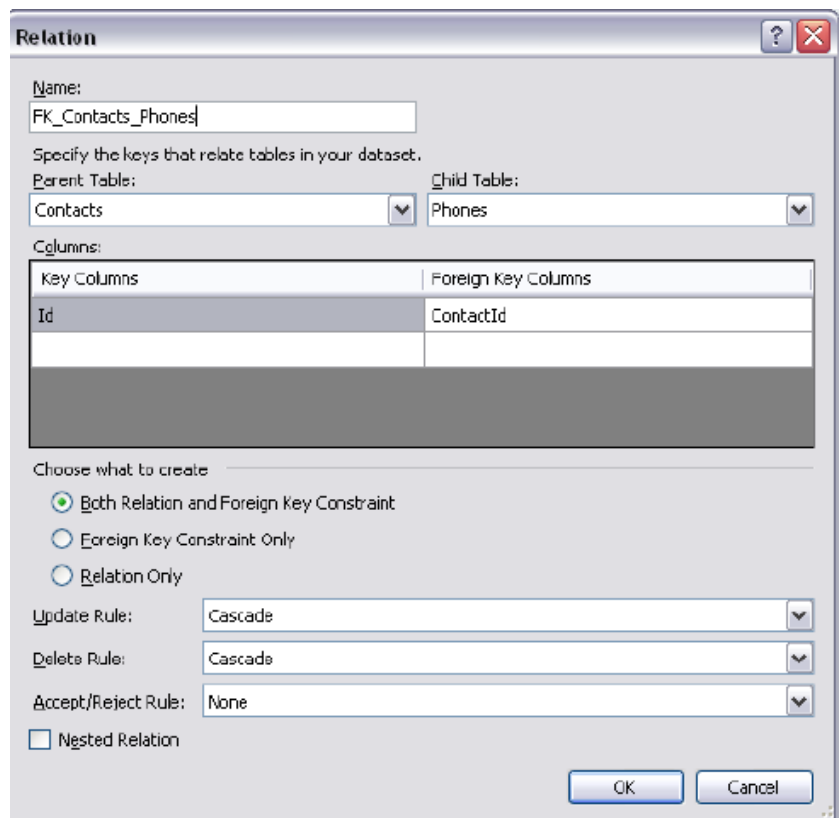 Relation
Name:
FK_Contacts_Phones
Specify the keys that relate tables in your dataset.
Parent Table: Child Table:
Contacts Phones
Columns:
Key Columns Foreign Key Columns
Id ContactId
Choose what to create
Both Relation and Foreign Key Constraint
Foreign Key Constraint Only
Relation Only
Update Rule: Cascade
Delete Rule: Cascade
Accept/Reject Rule: None
Nested Relation
OK Cancel